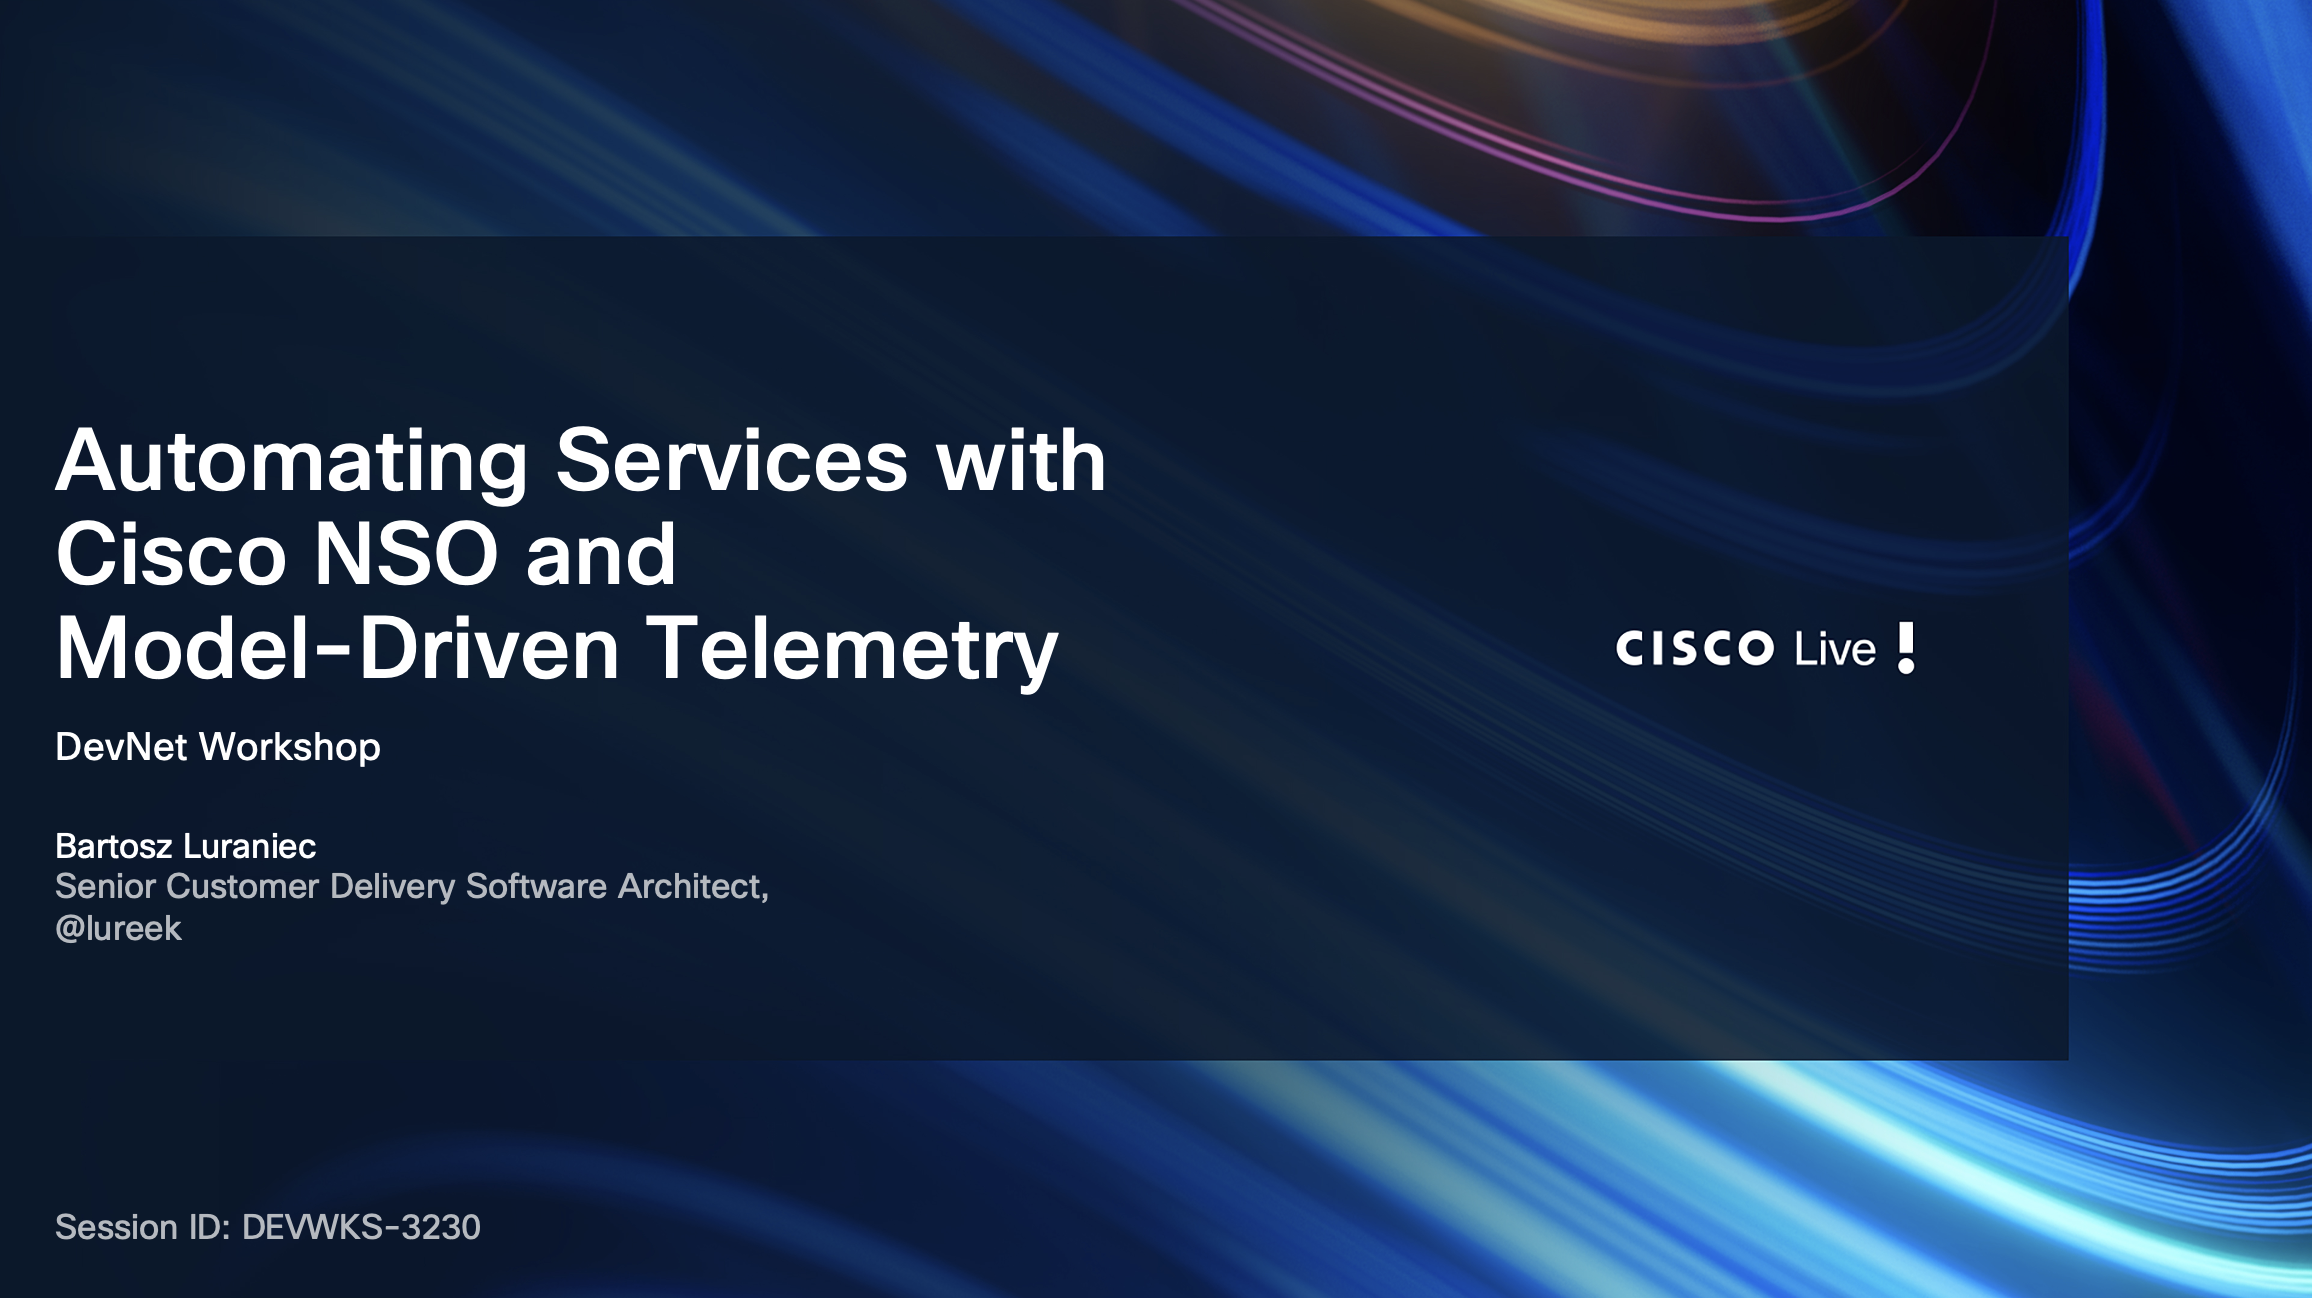 Automating Services with
Cisco NSO and
Model-Driven Telemetry
CISCO Live !
DevNet Workshop
Bartosz Luraniec
Senior Customer Delivery Software Architect,
@lureek
Session ID: DEVWKS-3230